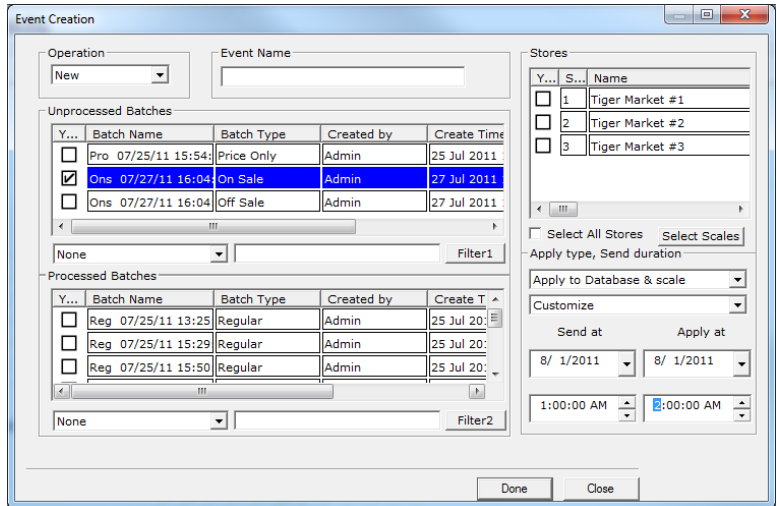 Event Creation
Operation
New
Event Name
Unprocessed Batches
Y... Batch Name Batch Type Created by Create Time
Pro 07/25/11 15:54: Price Only Admin 25 Jul 2011
Ons 07/27/11 16:04: On Sale Admin 27 Jul 2011
Ons 07/27/11 16:04 Off Sale Admin 27 Jul 2011
None Filter1
Processed Batches
Y... Batch Name Batch Type Created by Create T
Reg 07/25/11 13:25 Regular Admin 25 Jul 20:
Reg 07/25/11 15:29 Regular Admin 25 Jul 20:
Reg 07/25/11 15:50 Regular Admin 25 Jul 20:
None Filter2
Stores
Y... S... Name
1 Tiger Market #1
2 Tiger Market #2
3 Tiger Market #3
Select All Stores Select Scales
Apply type, Send duration
Apply to Database & scale
Customize
Send at Apply at
8/ 1/2011 8/ 1/2011
1:00:00 AM 2:00:00 AM
Done Close